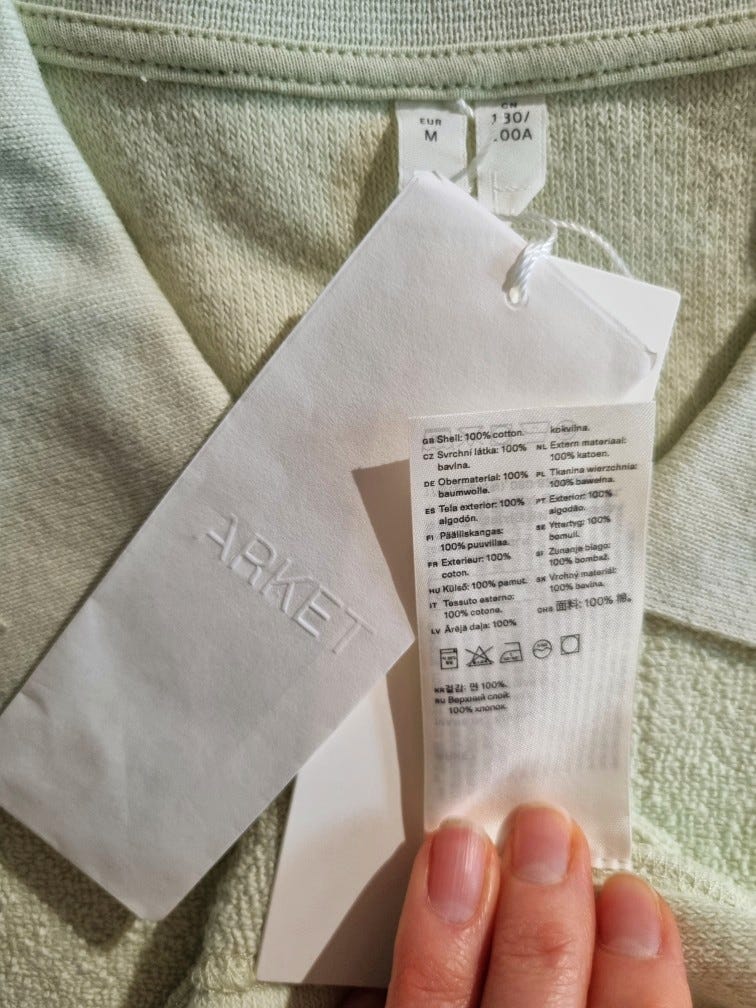 EUR
M
CN
.00A
ARKET
GB Shell: 100% cotton.
CZ Svrchní látka: 100%
bavlna.
DE Obermaterial: 100%
baumwolle.
ES Tela exterior: 100%
algodón.
FI Päälliskangas:
100% puuvillaa.
FR Exterieur: 100%
coton.
HU Külső: 100% pamut.
IT Tessuto esterno:
100% cotone.
LV Ārējā daļa: 100%
kokvilna.
NL Extern materiaal:
100% katoen.
PL Tkanina wierzchnia:
100% bawełna.
PT Exterior: 100%
algodão.
SE Yttertyg: 100%
bomull.
SI Zunanje blago:
100% bombaž.
SK Vrchný materiál:
100% bavlna.
CHS 面料: 100% 棉。
KR 겉감: 면 100%.
RU Верхний слой:
100% хлопок.